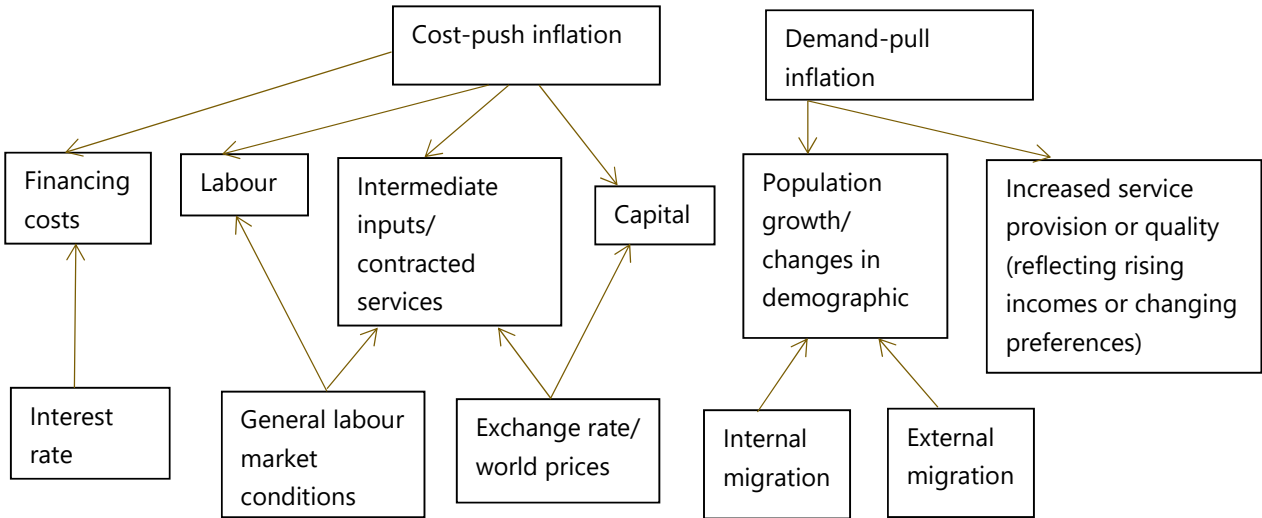 Cost-push inflation
Demand-pull
inflation
Financing
costs
Labour
Intermediate
inputs/
contracted
services
Capital
Population
growth/
changes in
demographic
Increased service
provision or quality
(reflecting rising
incomes or changing
preferences)
Interest
rate
General labour
market
conditions
Exchange rate/
world prices
Internal
migration
External
migration